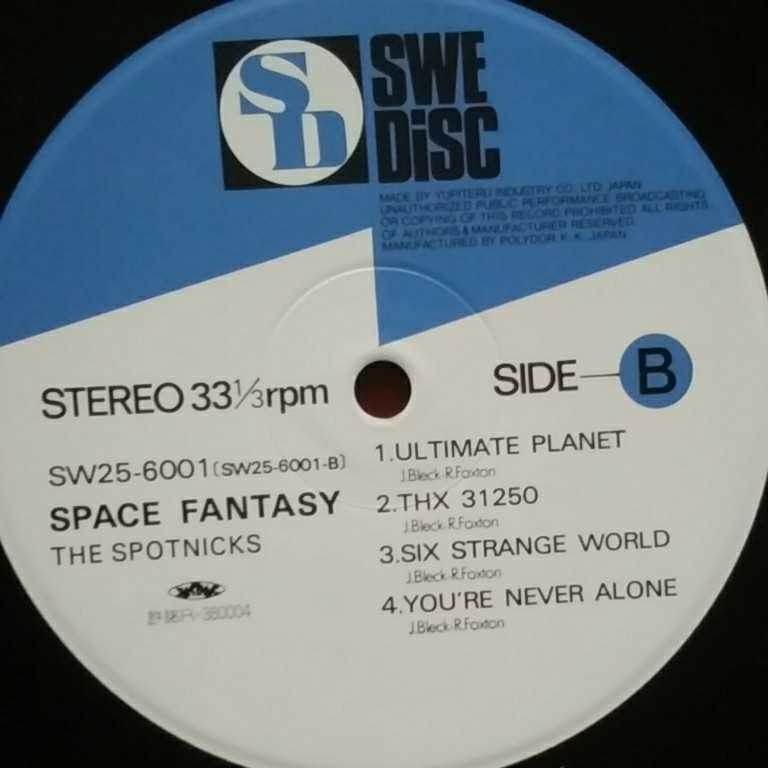 SD
SWE
DiSC
MADE BY YUPITERU INDUSTRY CO. LTD. JAPAN
UNAUTHORIZED PUBLIC PERFORMANCE BROADCASTING
OR COPYING OF THIS RECORD PROHIBITED ALL RIGHTS
OF AUTHORS & MANUFACTURER RESERVED.
MANUFACTURED BY POLYDOR K. K. JAPAN
STEREO 33⅓rpm
SIDE—B
SW25-6001(SW25-6001-B)
SPACE FANTASY
THE SPOTNICKS
R-380004
1.ULTIMATE PLANET
J.Bleck-R.Foxton
2.THX 31250
J.Bleck-R.Foxton
3.SIX STRANGE WORLD
J.Bleck-R.Foxton
4.YOU'RE NEVER ALONE
J.Bleck-R.Foxton